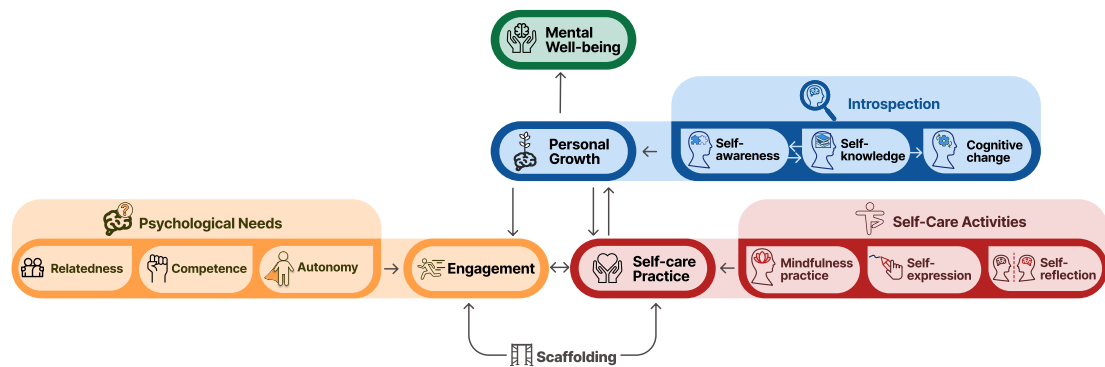 Mental
Well-being
Introspection
Personal
Growth
Self-
awareness
Self-
knowledge
Cognitive
change
?
Psychological Needs
Self-Care Activities
Relatedness
Competence
Autonomy
Engagement
Self-care
Practice
Mindfulness
practice
Self-
expression
Self-
reflection
Scaffolding